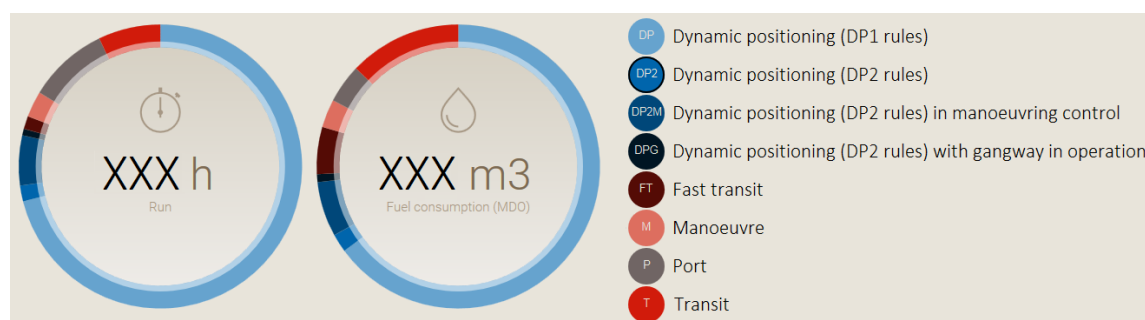 XXX h
Run
XXX m3
Fuel consumption (MDO)
DP Dynamic positioning (DP1 rules)
DP2 Dynamic positioning (DP2 rules)
DP2M Dynamic positioning (DP2 rules) in manoeuvring control
DPG Dynamic positioning (DP2 rules) with gangway in operation
FT Fast transit
M Manoeuvre
P Port
T Transit